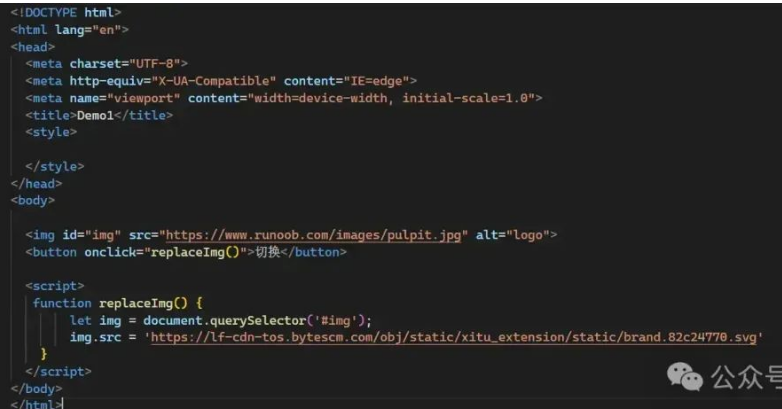 <!DOCTYPE html>
<html lang="en">
<head>
  <meta charset="UTF-8">
  <meta http-equiv="X-UA-Compatible" content="IE=edge">
  <meta name="viewport" content="width=device-width, initial-scale=1.0">
  <title>Demo1</title>
  <style>
  </style>
</head>
<body>
  <img id="img" src="https://www.runoob.com/images/pulpit.jpg" alt="logo">
  <button onclick="replaceImg()">切换</button>
  <script>
   function replaceImg() {
        let img = document.querySelector('#img');
        img.src = 'https://lf-cdn-tos.bytescm.com/obj/static/xitu_extension/static/brand.82c24770.svg'
    }
  </script>
</body>
</html>
公众号